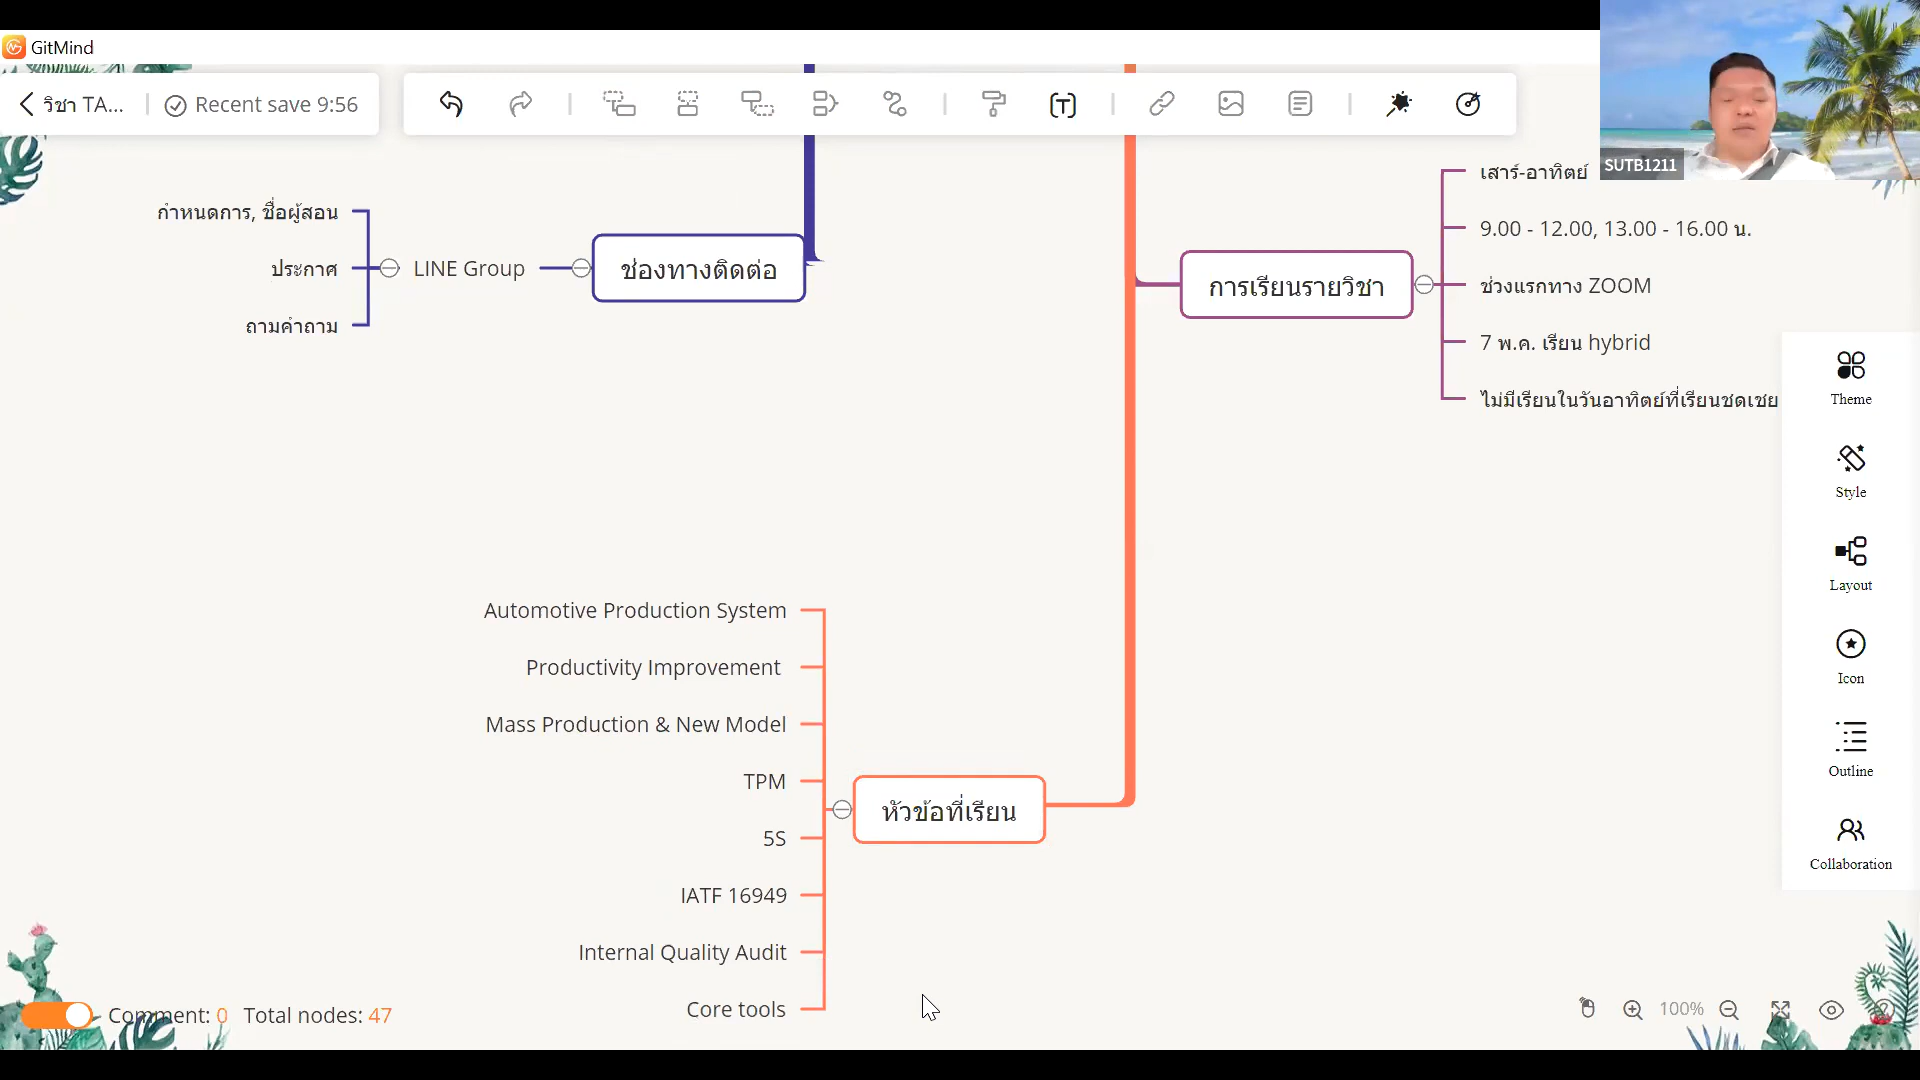 GitMind
วิชา TA...
Recent save 9:56
SUTB1211
กำหนดการ, ชื่อผู้สอน
ประกาศ
ถามคำถาม
LINE Group
ช่องทางติดต่อ
การเรียนรายวิชา
เสาร์-อาทิตย์
9.00 - 12.00, 13.00 - 16.00 น.
ช่วงแรกทาง ZOOM
7 พ.ค. เรียน hybrid
ไม่มีเรียนในวันอาทิตย์ที่เรียนชดเชย
Theme
Style
Layout
Icon
Outline
Collaboration
Automotive Production System
Productivity Improvement
Mass Production & New Model
TPM
5S
IATF 16949
Internal Quality Audit
Core tools
หัวข้อที่เรียน
Comment: 0 Total nodes: 47
100%